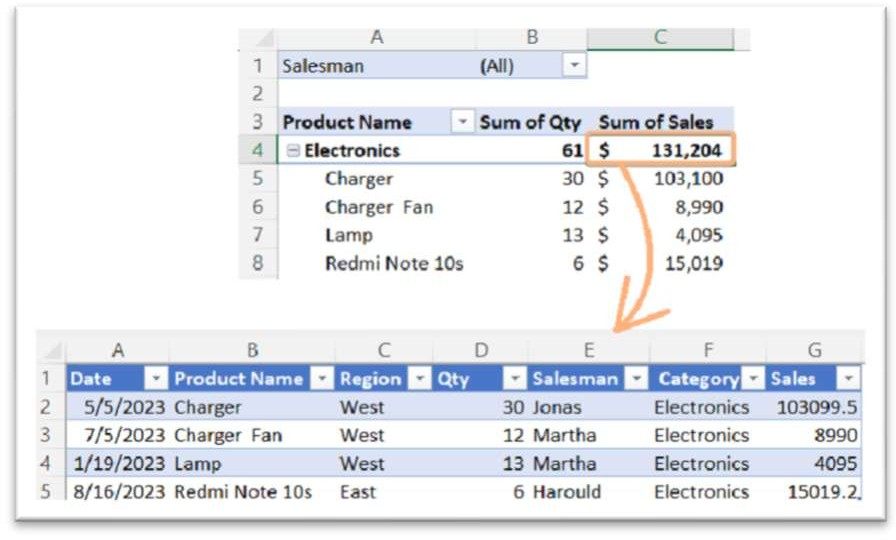 A B C
1 Salesman (All)
2
3 Product Name Sum of Qty Sum of Sales
4 Electronics 61 $ 131,204
5 Charger 30 $ 103,100
6 Charger Fan 12 $ 8,990
7 Lamp 13 $ 4,095
8 Redmi Note 10s 6 $ 15,019
A B C D E F G
1 Date Product Name Region Qty Salesman Category Sales
2 5/5/2023 Charger West 30 Jonas Electronics 103099.5
3 7/5/2023 Charger Fan West 12 Martha Electronics 8990
4 1/19/2023 Lamp West 13 Martha Electronics 4095
5 8/16/2023 Redmi Note 10s East 6 Harould Electronics 15019.2